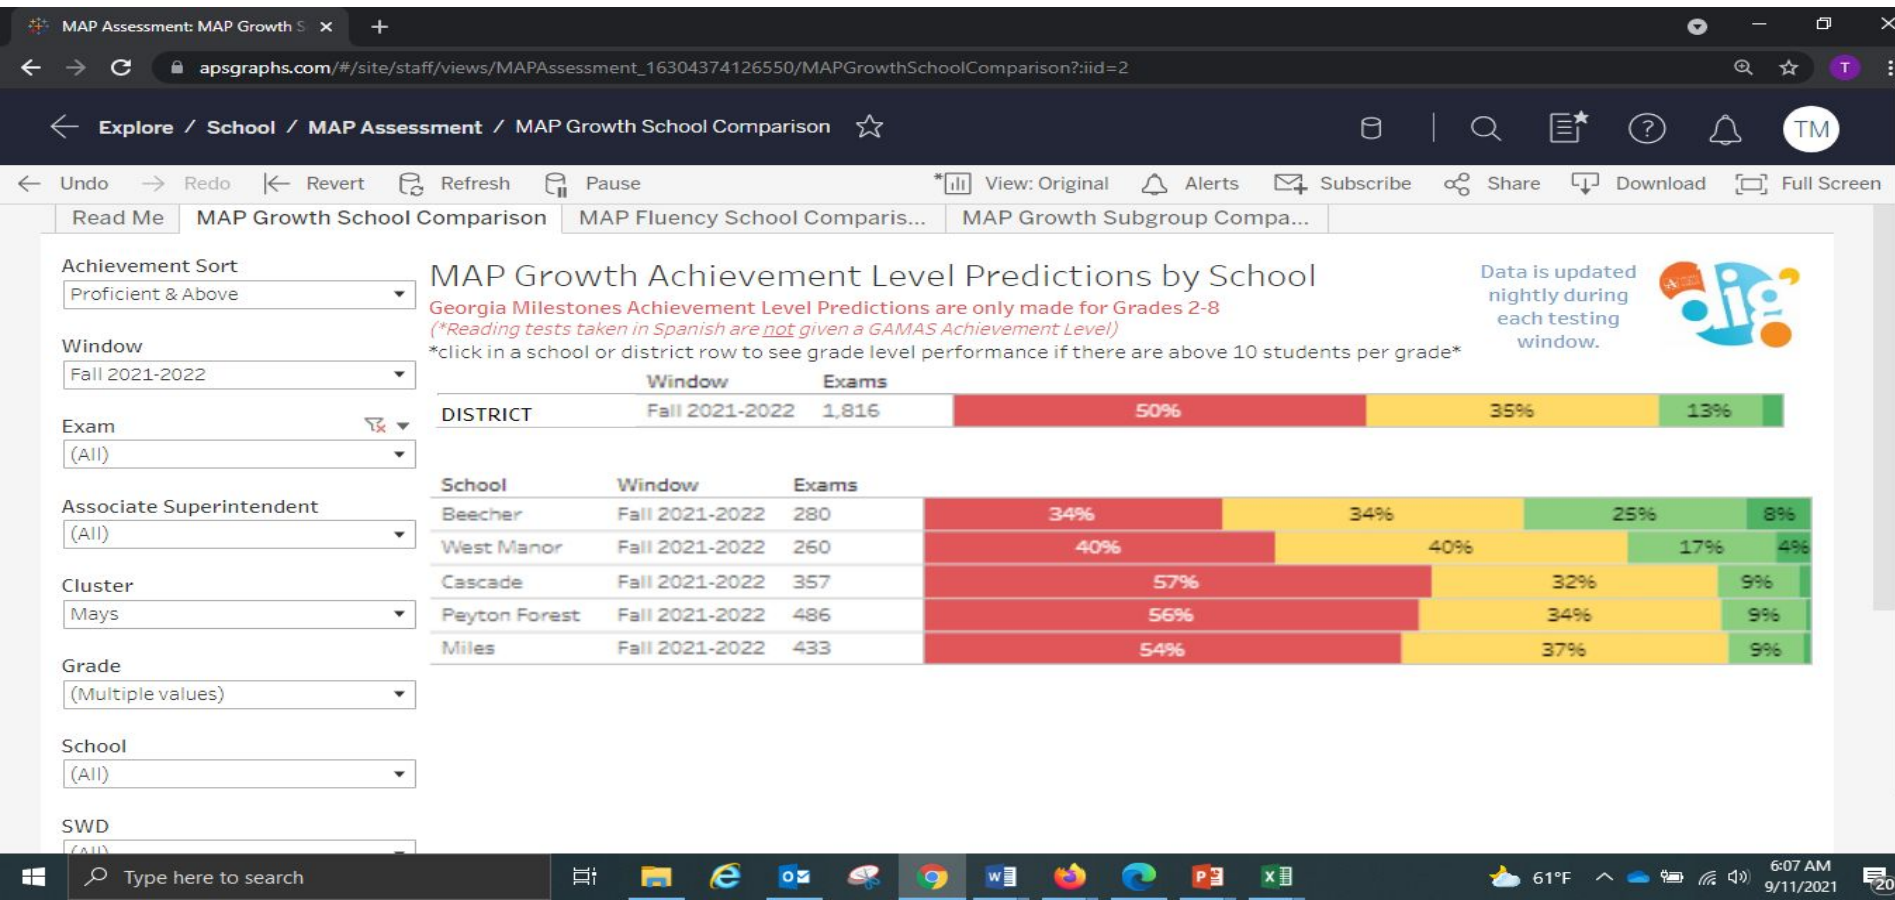 MAP Assessment: MAP Growth S
apsgraphs.com/#/site/staff/views/MAPAssessment_16304374126550/MAPGrowthSchoolComparison?:iid=2
T
Explore / School / MAP Assessment / MAP Growth School Comparison
TM
Undo Redo Revert Refresh Pause View: Original Alerts Subscribe Share Download Full Screen
Read Me MAP Growth School Comparison MAP Fluency School Comparis... MAP Growth Subgroup Compa...
Achievement Sort
Proficient & Above
Window
Fall 2021-2022
Exam
(All)
Associate Superintendent
(All)
Cluster
Mays
Grade
(Multiple values)
School
(All)
SWD
(All)
MAP Growth Achievement Level Predictions by School
Georgia Milestones Achievement Level Predictions are only made for Grades 2-8
(*Reading tests taken in Spanish are not given a GAMAS Achievement Level)
*click in a school or district row to see grade level performance if there are above 10 students per grade*
Data is updated
nightly during
each testing
window.
dig
Window Exams
DISTRICT Fall 2021-2022 1,816 50% 35% 13%
School Window Exams
Beecher Fall 2021-2022 280 34% 34% 25% 8%
West Manor Fall 2021-2022 260 40% 40% 17% 4%
Cascade Fall 2021-2022 357 57% 32% 9%
Peyton Forest Fall 2021-2022 486 56% 34% 9%
Miles Fall 2021-2022 433 54% 37% 9%
Type here to search
61°F
6:07 AM
9/11/2021
20